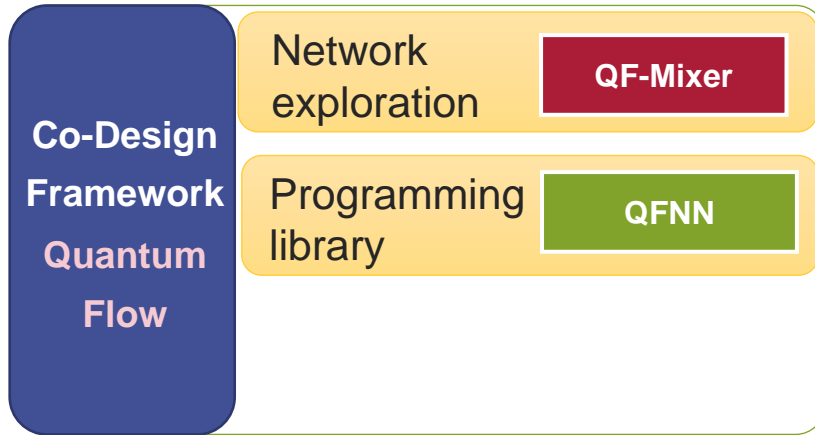 Co-Design
Framework
Quantum
Flow
Network
exploration
QF-Mixer
Programming
library
QFNN